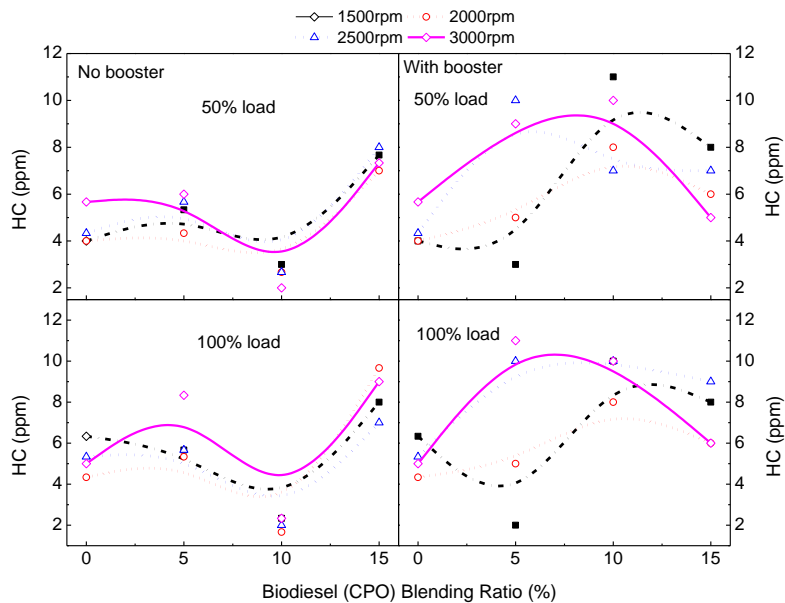 1500rpm 2000rpm
2500rpm 3000rpm
No booster
50% load
With booster
50% load
12
10
8
6
4
2
HC (ppm)
12
10
8
6
4
2
HC (ppm)
100% load
100% load
12
10
8
6
4
2
HC (ppm)
12
10
8
6
4
2
HC (ppm)
0 5 10 15 0 5 10 15
Biodiesel (CPO) Blending Ratio (%)